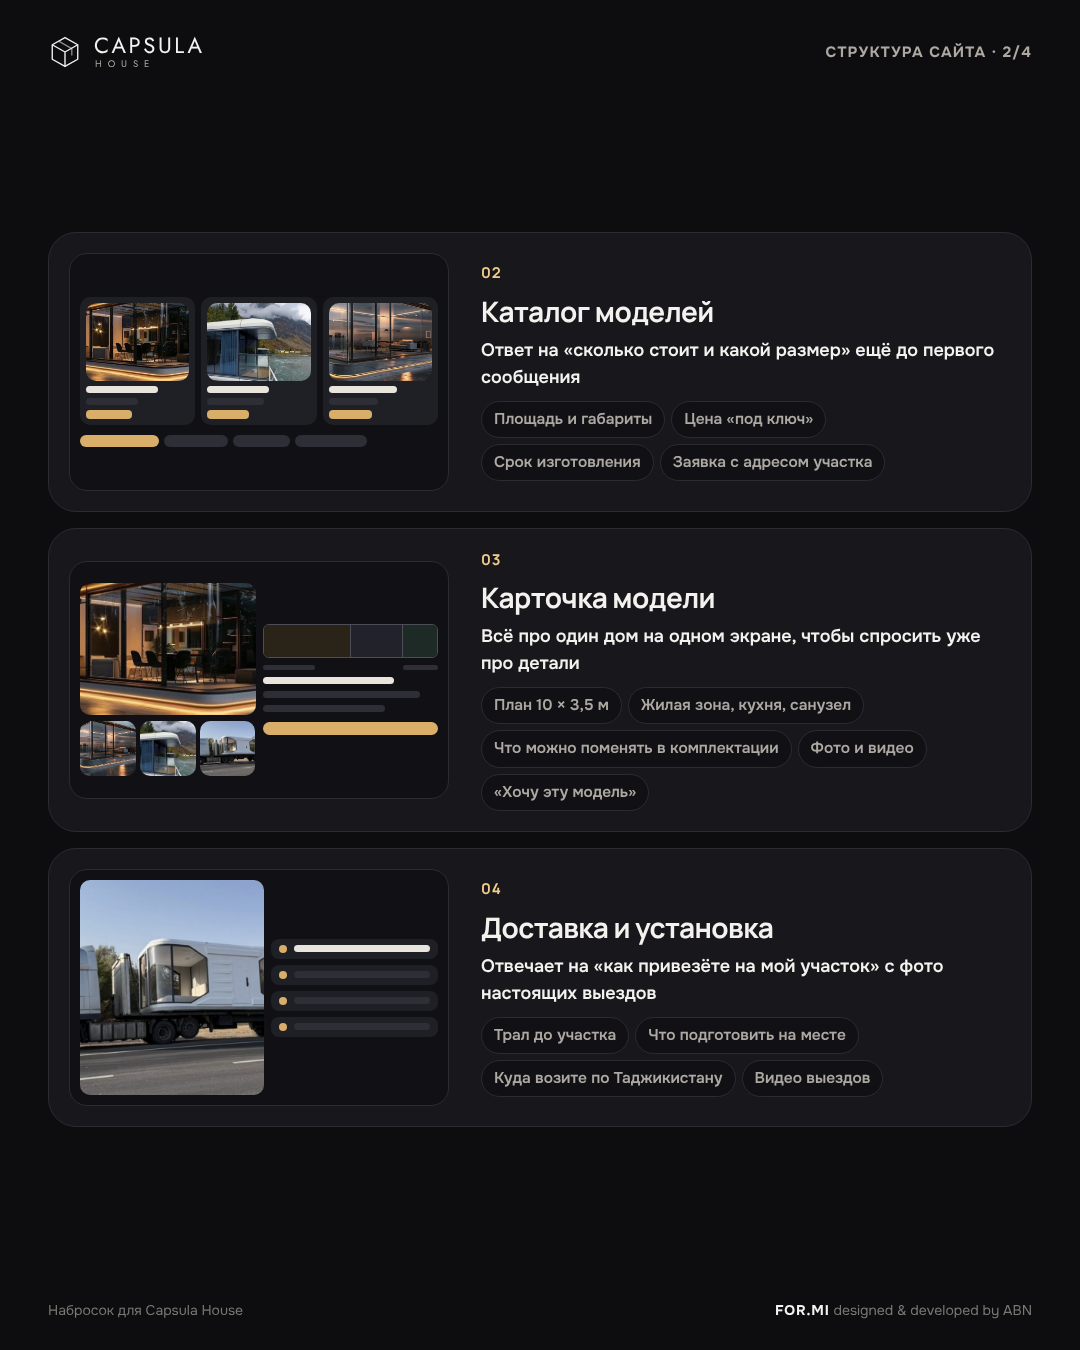 CAPSULA
HOUSE
СТРУКТУРА САЙТА · 2/4
02
Каталог моделей
Ответ на «сколько стоит и какой размер» ещё до первого
сообщения
Площадь и габариты
Цена «под ключ»
Срок изготовления
Заявка с адресом участка
03
Карточка модели
Всё про один дом на одном экране, чтобы спросить уже
про детали
План 10 × 3,5 м
Жилая зона, кухня, санузел
Что можно поменять в комплектации
Фото и видео
«Хочу эту модель»
04
Доставка и установка
Отвечает на «как привезёте на мой участок» с фото
настоящих выездов
Трал до участка
Что подготовить на месте
Куда возите по Таджикистану
Видео выездов
Набросок для Capsula House
FOR.MI designed & developed by ABN